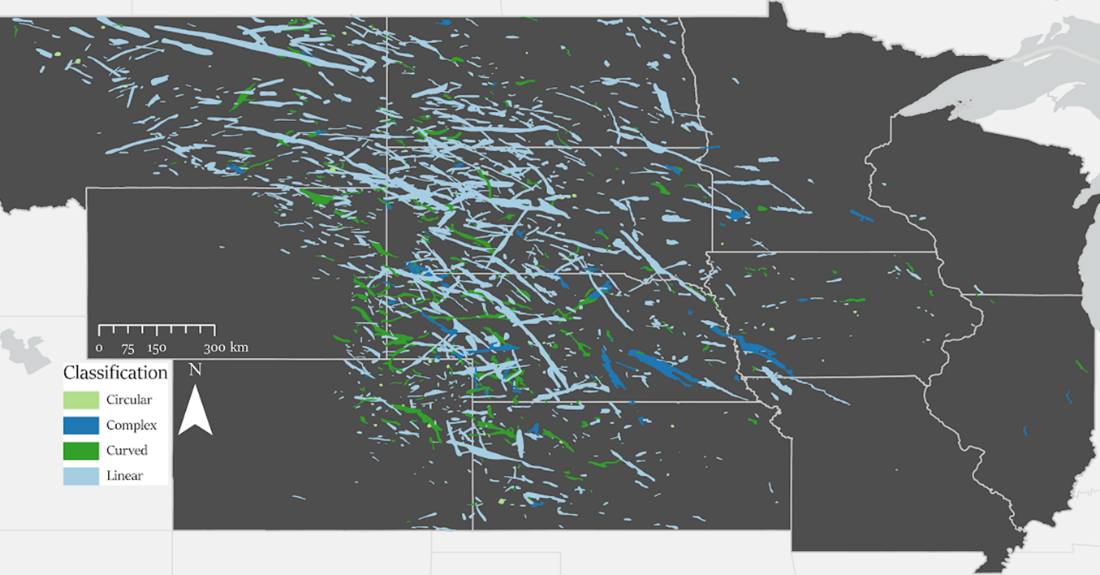 0 75 150 300 km
Classification
N
Circular
Complex
Curved
Linear